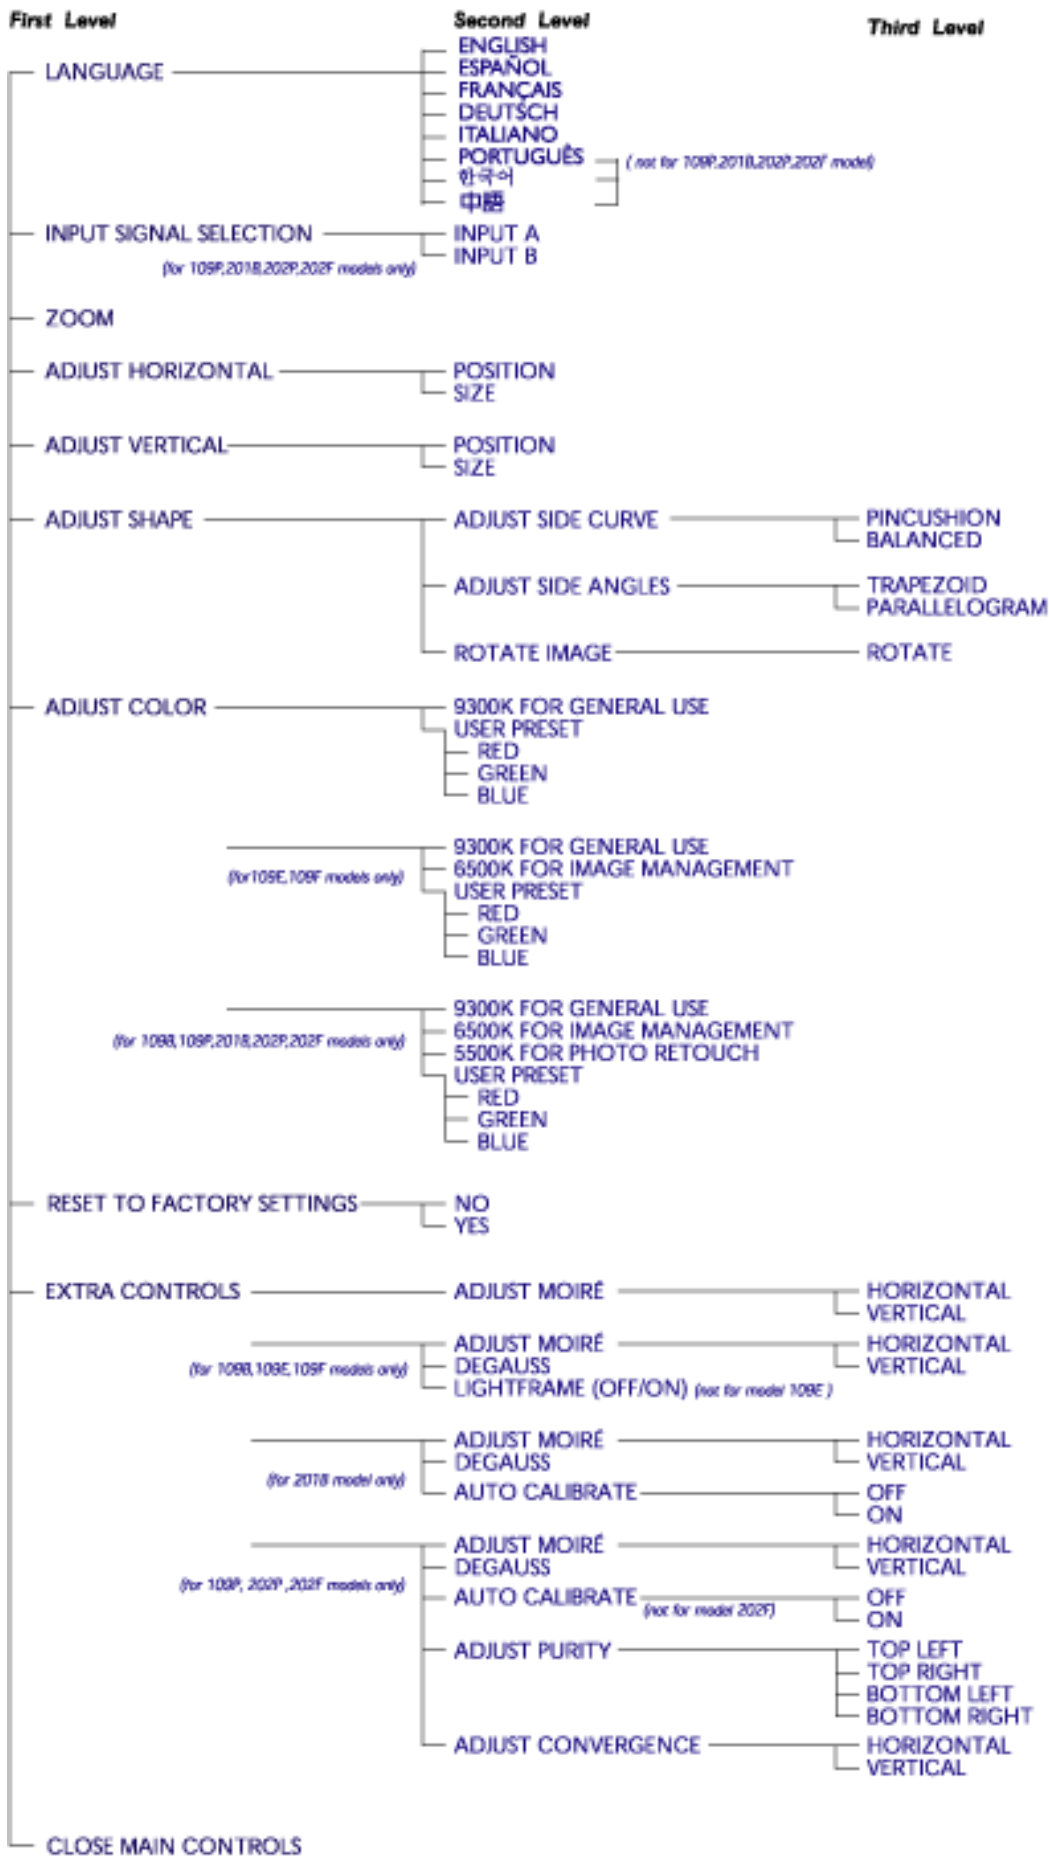 First Level Second Level Third Level
ENGLISH
LANGUAGE ESPAÑOL
FRANÇAIS
DEUTSCH
ITALIANO
PORTUGUÊS ( not for 109P,201B,202P,202F model)
한국어
中語
INPUT SIGNAL SELECTION INPUT A
INPUT B
(for 109P,201B,202P,202F models only)
ZOOM
ADJUST HORIZONTAL POSITION
SIZE
ADJUST VERTICAL POSITION
SIZE
ADJUST SHAPE ADJUST SIDE CURVE PINCUSHION
BALANCED
ADJUST SIDE ANGLES TRAPEZOID
PARALLELOGRAM
ROTATE IMAGE ROTATE
ADJUST COLOR 9300K FOR GENERAL USE
USER PRESET
RED
GREEN
BLUE
9300K FOR GENERAL USE
6500K FOR IMAGE MANAGEMENT
(for109E,109F models only)
USER PRESET
RED
GREEN
BLUE
9300K FOR GENERAL USE
6500K FOR IMAGE MANAGEMENT
(for 109B,109P,201B,202P,202F models only)
5500K FOR PHOTO RETOUCH
USER PRESET
RED
GREEN
BLUE
RESET TO FACTORY SETTINGS NO
YES
EXTRA CONTROLS ADJUST MOIRÉ HORIZONTAL
VERTICAL
ADJUST MOIRÉ HORIZONTAL
(for 109B,109E,109F models only) DEGAUSS VERTICAL
LIGHTFRAME (OFF/ON) (not for model 109E )
ADJUST MOIRÉ HORIZONTAL
DEGAUSS VERTICAL
(for 201B model only)
AUTO CALIBRATE OFF
ON
ADJUST MOIRÉ HORIZONTAL
DEGAUSS VERTICAL
(for 109P, 202P ,202F models only)
AUTO CALIBRATE (not for model 202F) OFF
ON
ADJUST PURITY TOP LEFT
TOP RIGHT
BOTTOM LEFT
BOTTOM RIGHT
ADJUST CONVERGENCE HORIZONTAL
VERTICAL
CLOSE MAIN CONTROLS